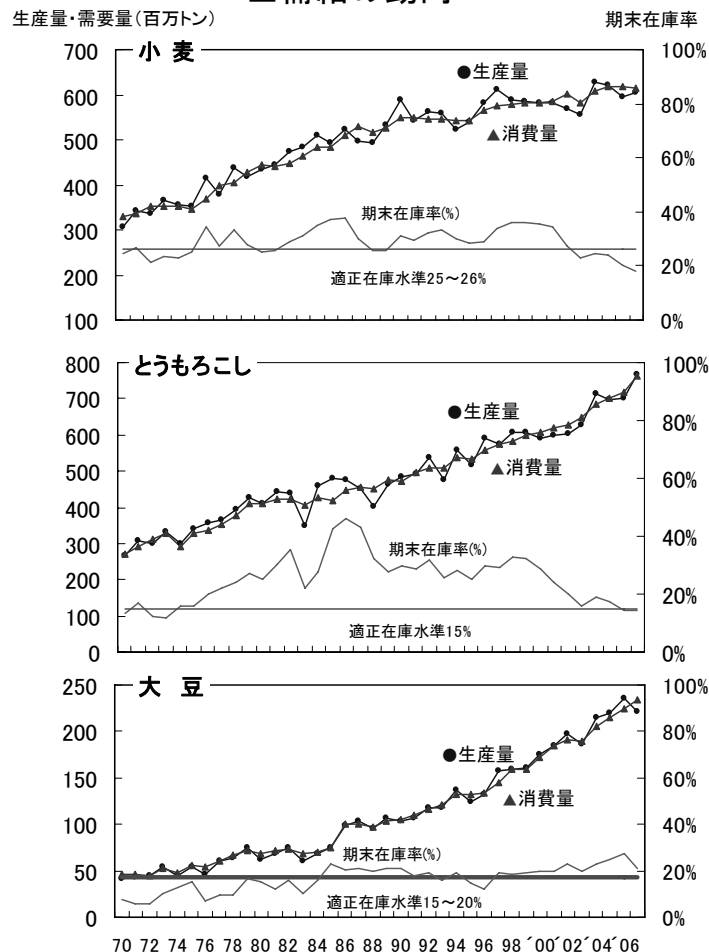 生産量・需要量（百万トン）
期末在庫率
700
100%
小 麦
●生産量
600
80%
▲消費量
500
60%
400
期末在庫率(%)
40%
300
適正在庫水準25～26%
20%
200
100
0%
800
100%
とうもろこし
700
●生産量
80%
600
▲消費量
500
60%
400
期末在庫率(%)
40%
300
200
20%
100
適正在庫水準15%
0
0%
250
100%
大 豆
200
●生産量
80%
150
▲消費量
60%
100
期末在庫率(%)
40%
50
適正在庫水準15～20%
20%
0
0%
70 72 74 76 78 80 82 84 86 88 90 92 94 96 98 ´00 ´02 ´04 ´06